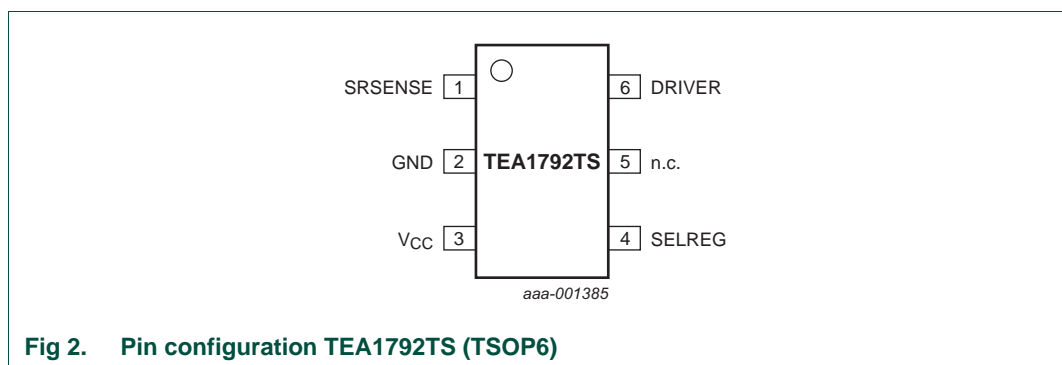 SRSENSE 1 6 DRIVER
GND 2 TEA1792TS 5 n.c.
VCC 3 4 SELREG
aaa-001385
Fig 2. Pin configuration TEA1792TS (TSOP6)